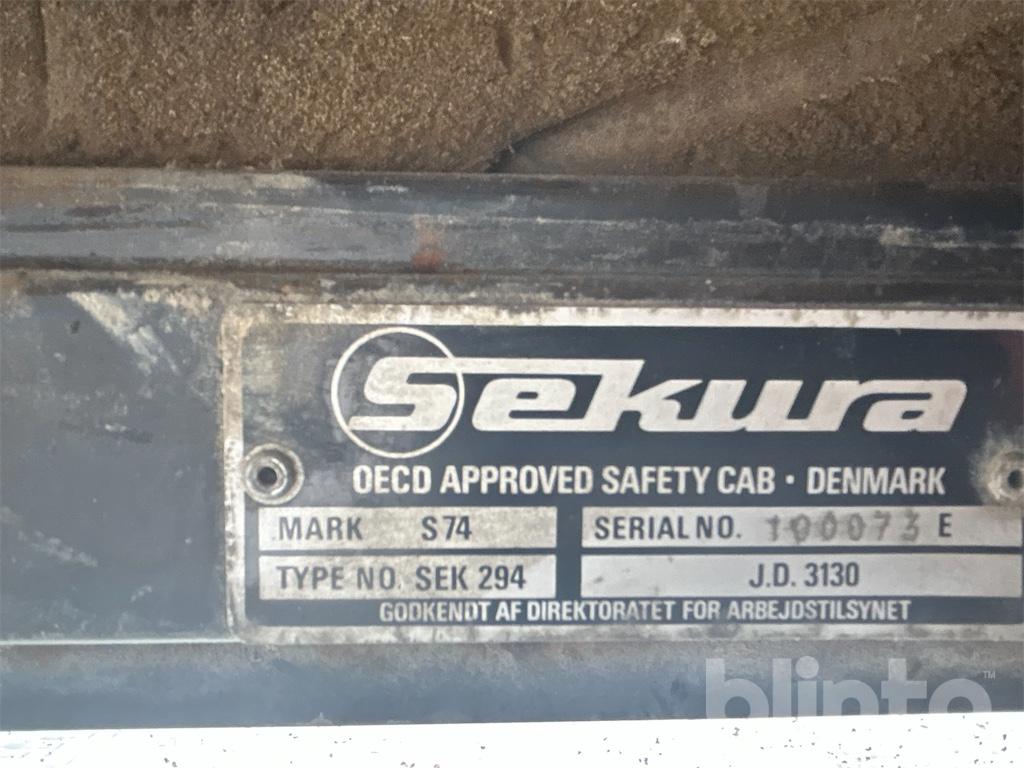 Sekura
OECD APPROVED SAFETY CAB · DENMARK
MARK S74
SERIAL NO. 100073 E
TYPE NO. SEK 294
J.D. 3130
GODKENDT AF DIREKTORATET FOR ARBEJDSTILSYNET
blinto™